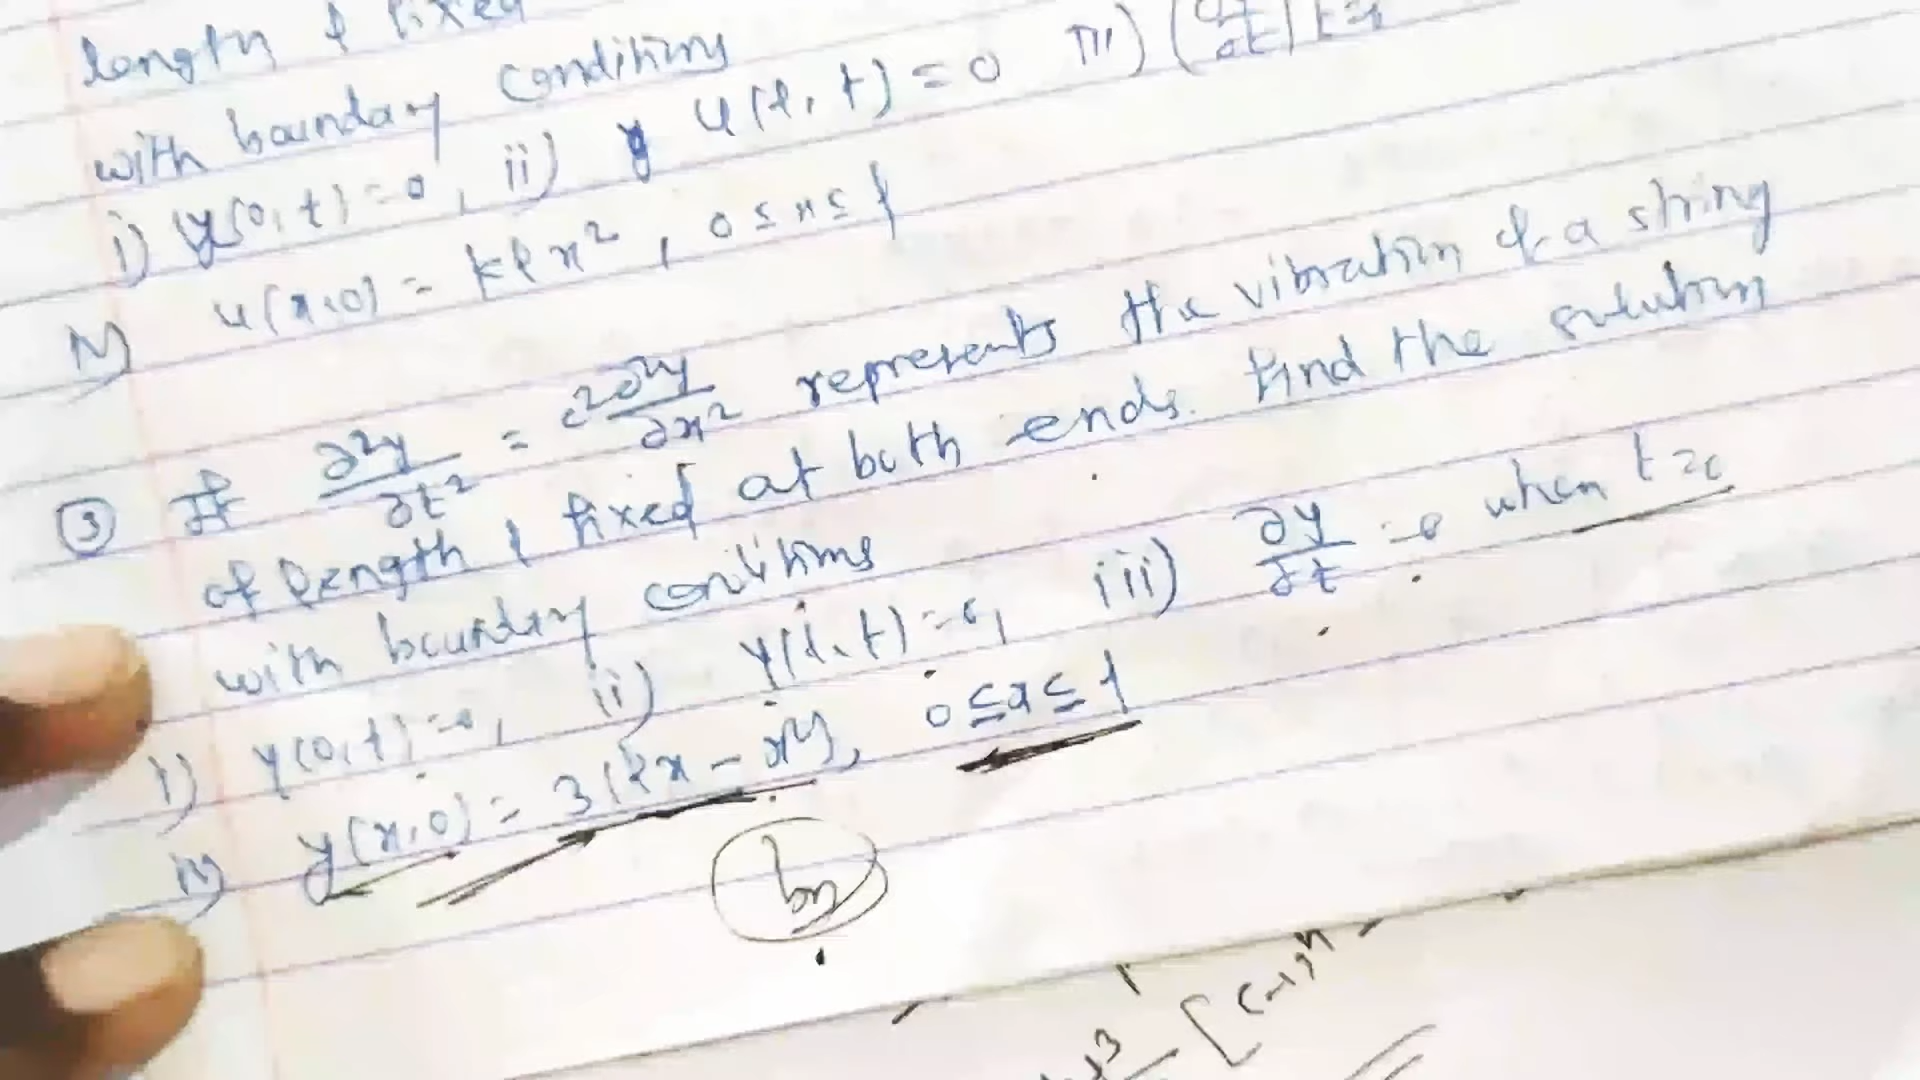 length l fixed
with boundary conditions
i) y(0,t) = 0, ii) u(l,t) = 0 III) (∂y/∂t) t=
IV) u(x,0) = klx², 0 ≤ x ≤ l
③ If ∂²y/∂t² = c²∂²y/∂x² represents the vibration of a string
of length l fixed at both ends. Find the solution
with boundary conditions
i) y(0,t) = 0, ii) y(l,t) = 0, iii) ∂y/∂t = 0 when t = 0
IV) y(x,0) = 3(lx - x²), 0 ≤ x ≤ l
bn
[(-1)ⁿ -